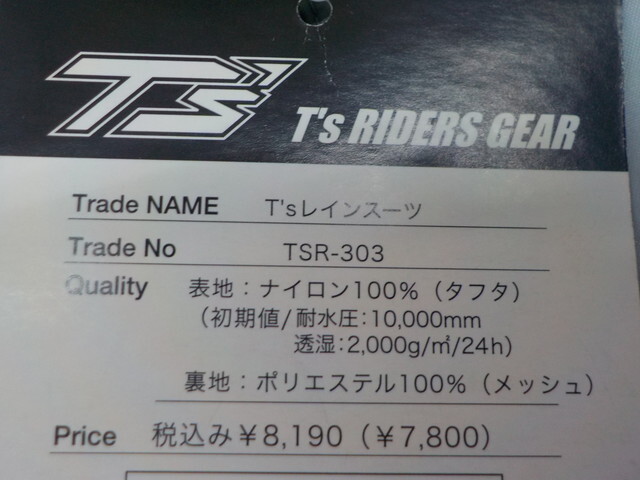 T's
T's RIDERS GEAR
Trade NAME T'sレインスーツ
Trade No TSR-303
Quality 表地：ナイロン100％（タフタ）
（初期値/耐水圧：10,000mm
透湿：2,000g/㎡/24h）
裏地：ポリエステル100％（メッシュ）
Price 税込み￥8,190（￥7,800）